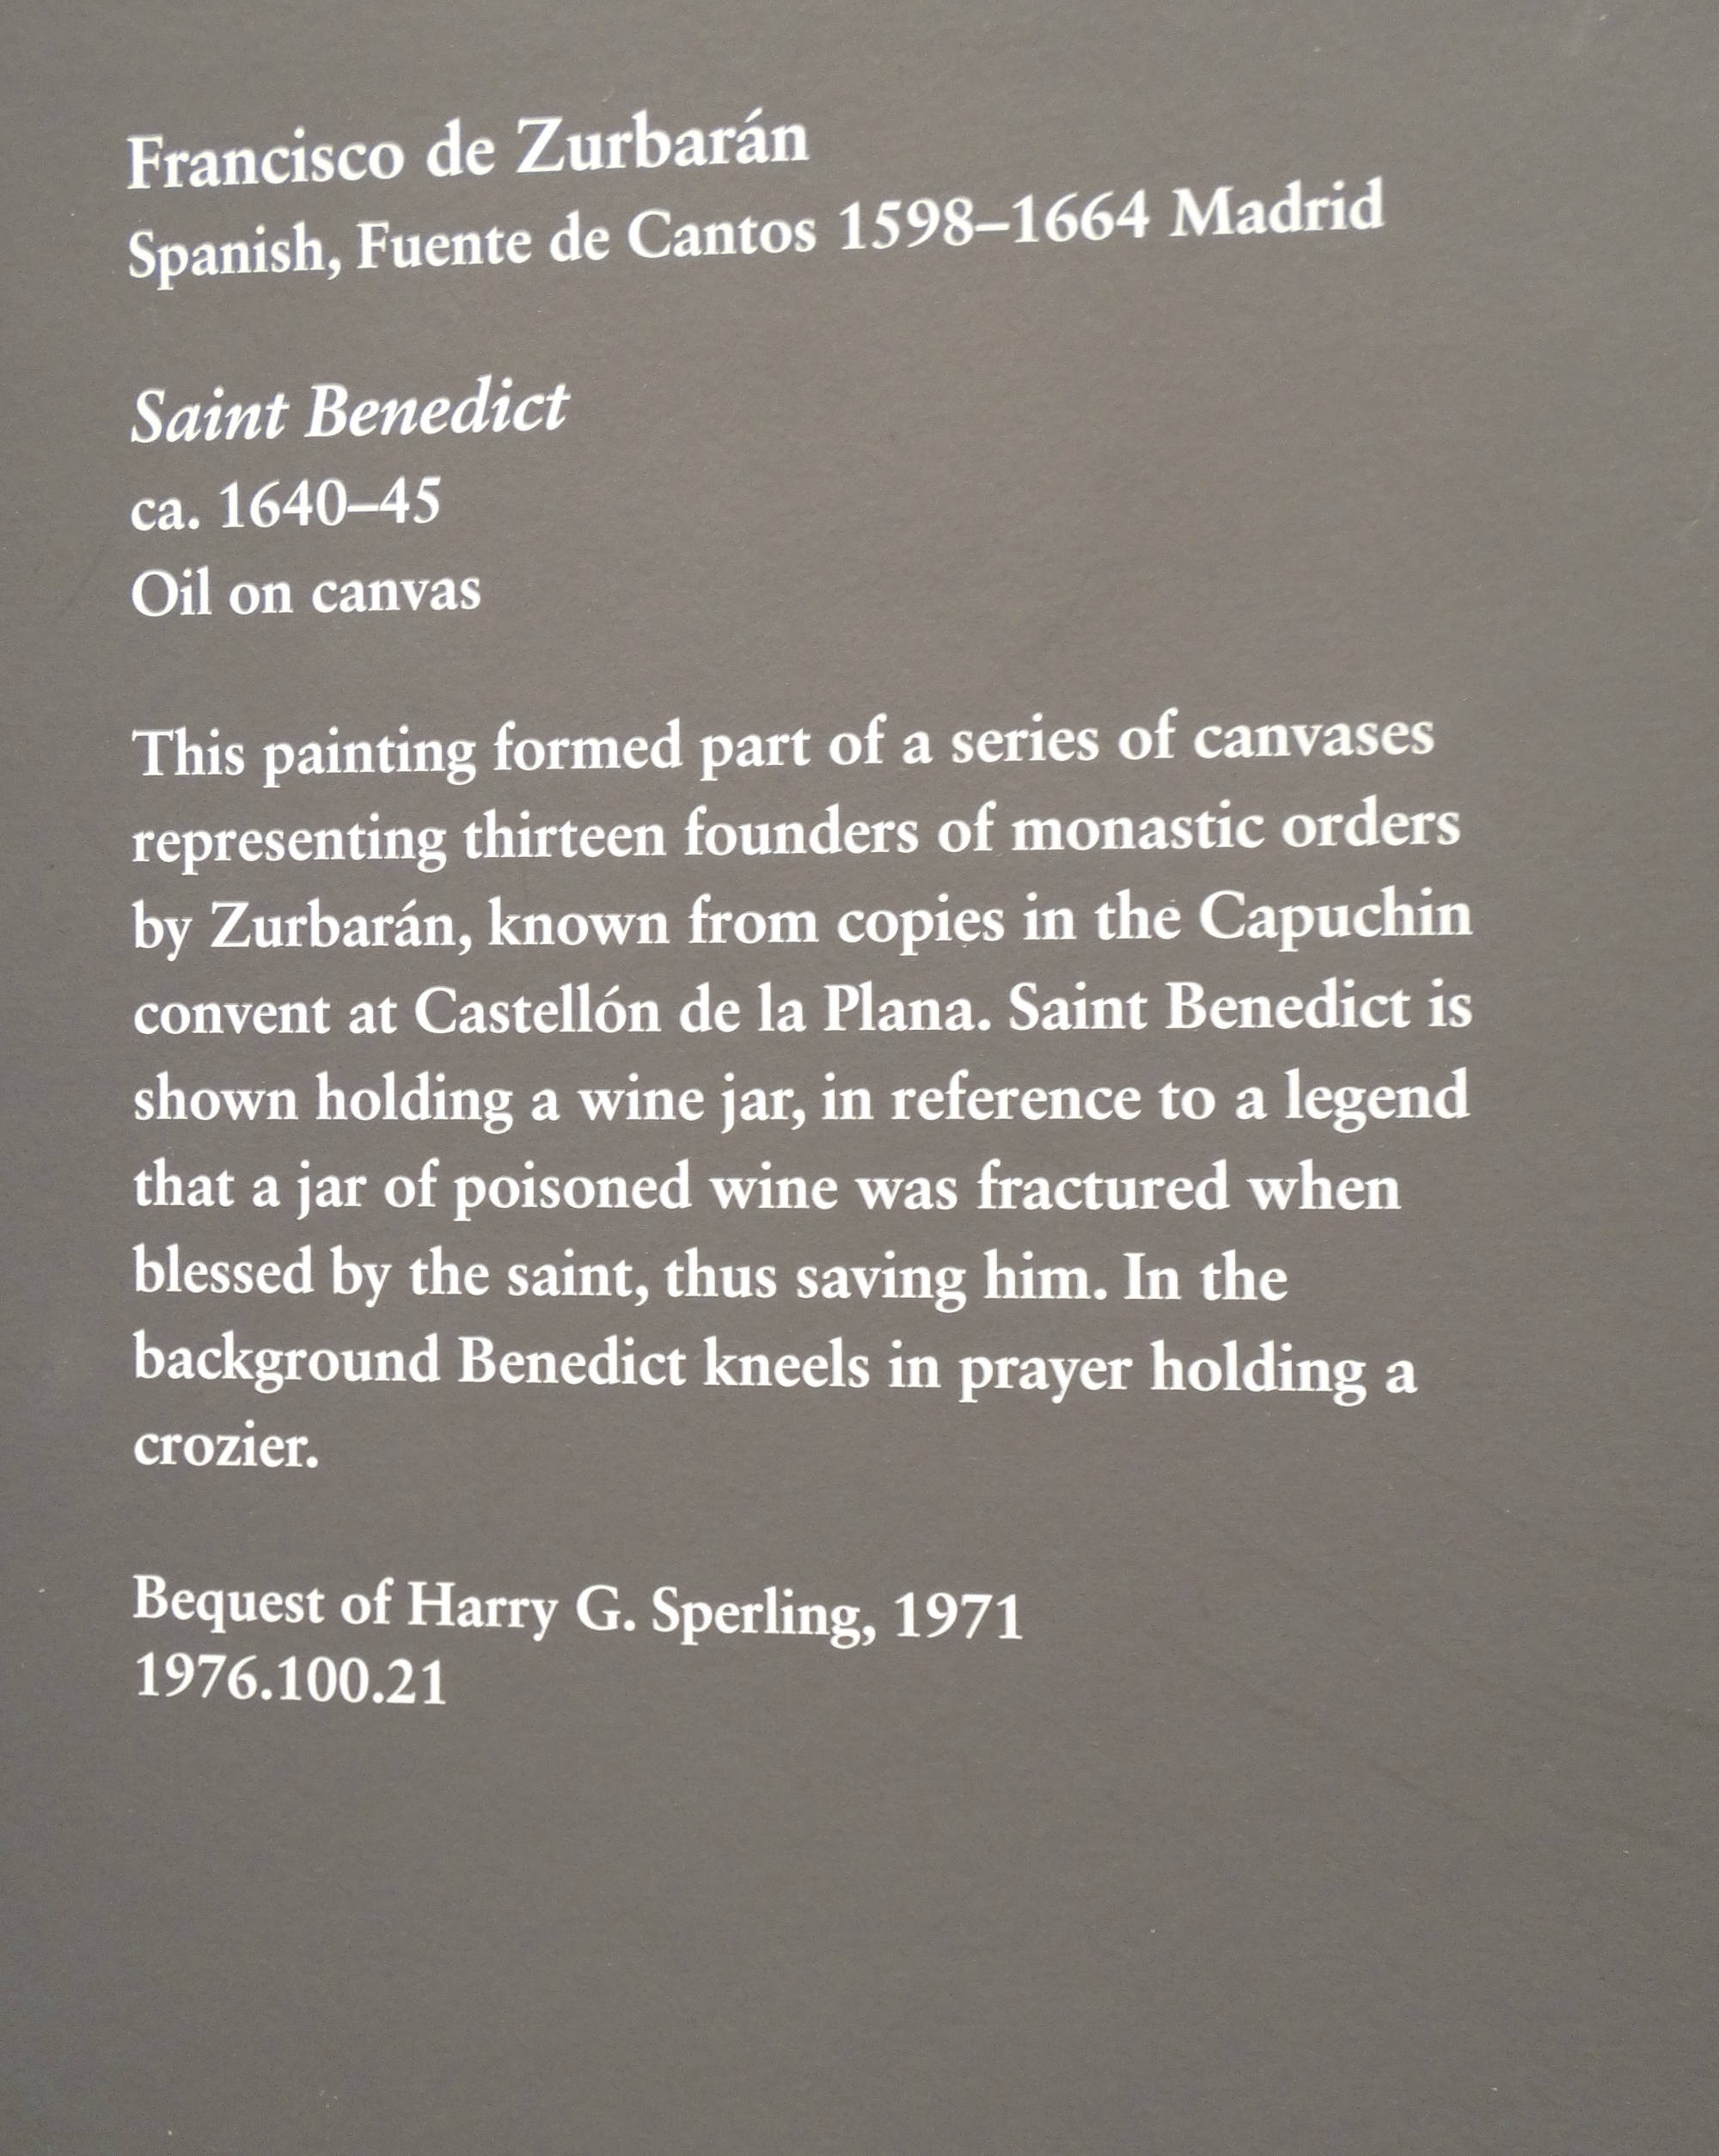 Francisco de Zurbarán
Spanish, Fuente de Cantos 1598–1664 Madrid
Saint Benedict
ca. 1640–45
Oil on canvas
This painting formed part of a series of canvases
representing thirteen founders of monastic orders
by Zurbarán, known from copies in the Capuchin
convent at Castellón de la Plana. Saint Benedict is
shown holding a wine jar, in reference to a legend
that a jar of poisoned wine was fractured when
blessed by the saint, thus saving him. In the
background Benedict kneels in prayer holding a
crozier.
Bequest of Harry G. Sperling, 1971
1976.100.21